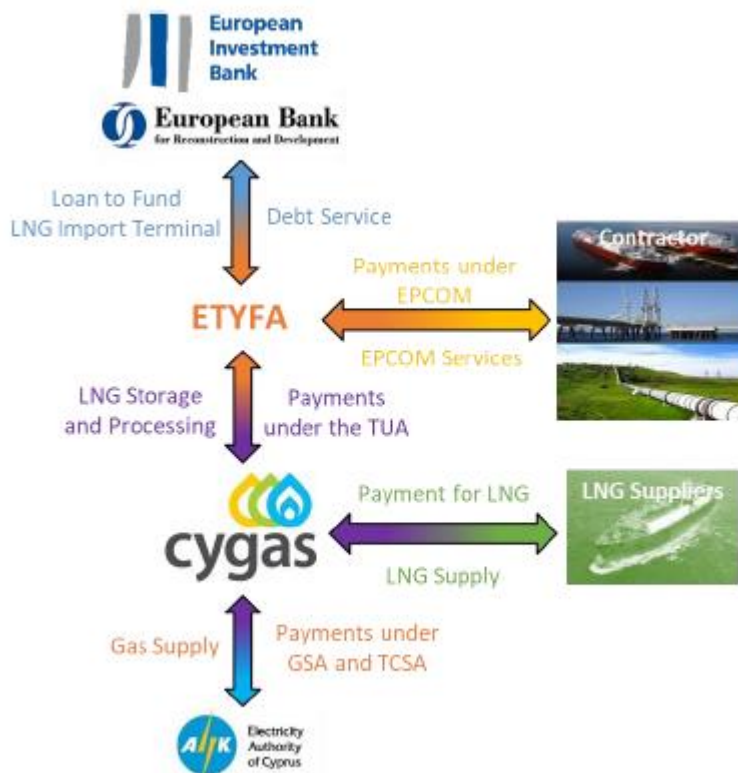 European
Investment
Bank
European Bank
for Reconstruction and Development
Loan to Fund
LNG Import Terminal
Debt Service
Contractor
Payments under
EPCOM
ETYFA
EPCOM Services
LNG Storage
and Processing
Payments
under the TUA
cygas
Payment for LNG
LNG Suppliers
LNG Supply
Gas Supply
Payments under
GSA and TCSA
AHK
Electricity
Authority
of Cyprus